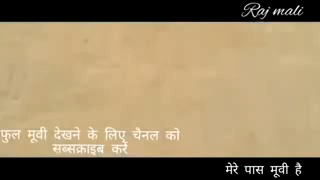 Raj mali
फुल मूवी देखने के लिए चैनल को
सब्सक्राइब करें
मेरे पास मूवी है